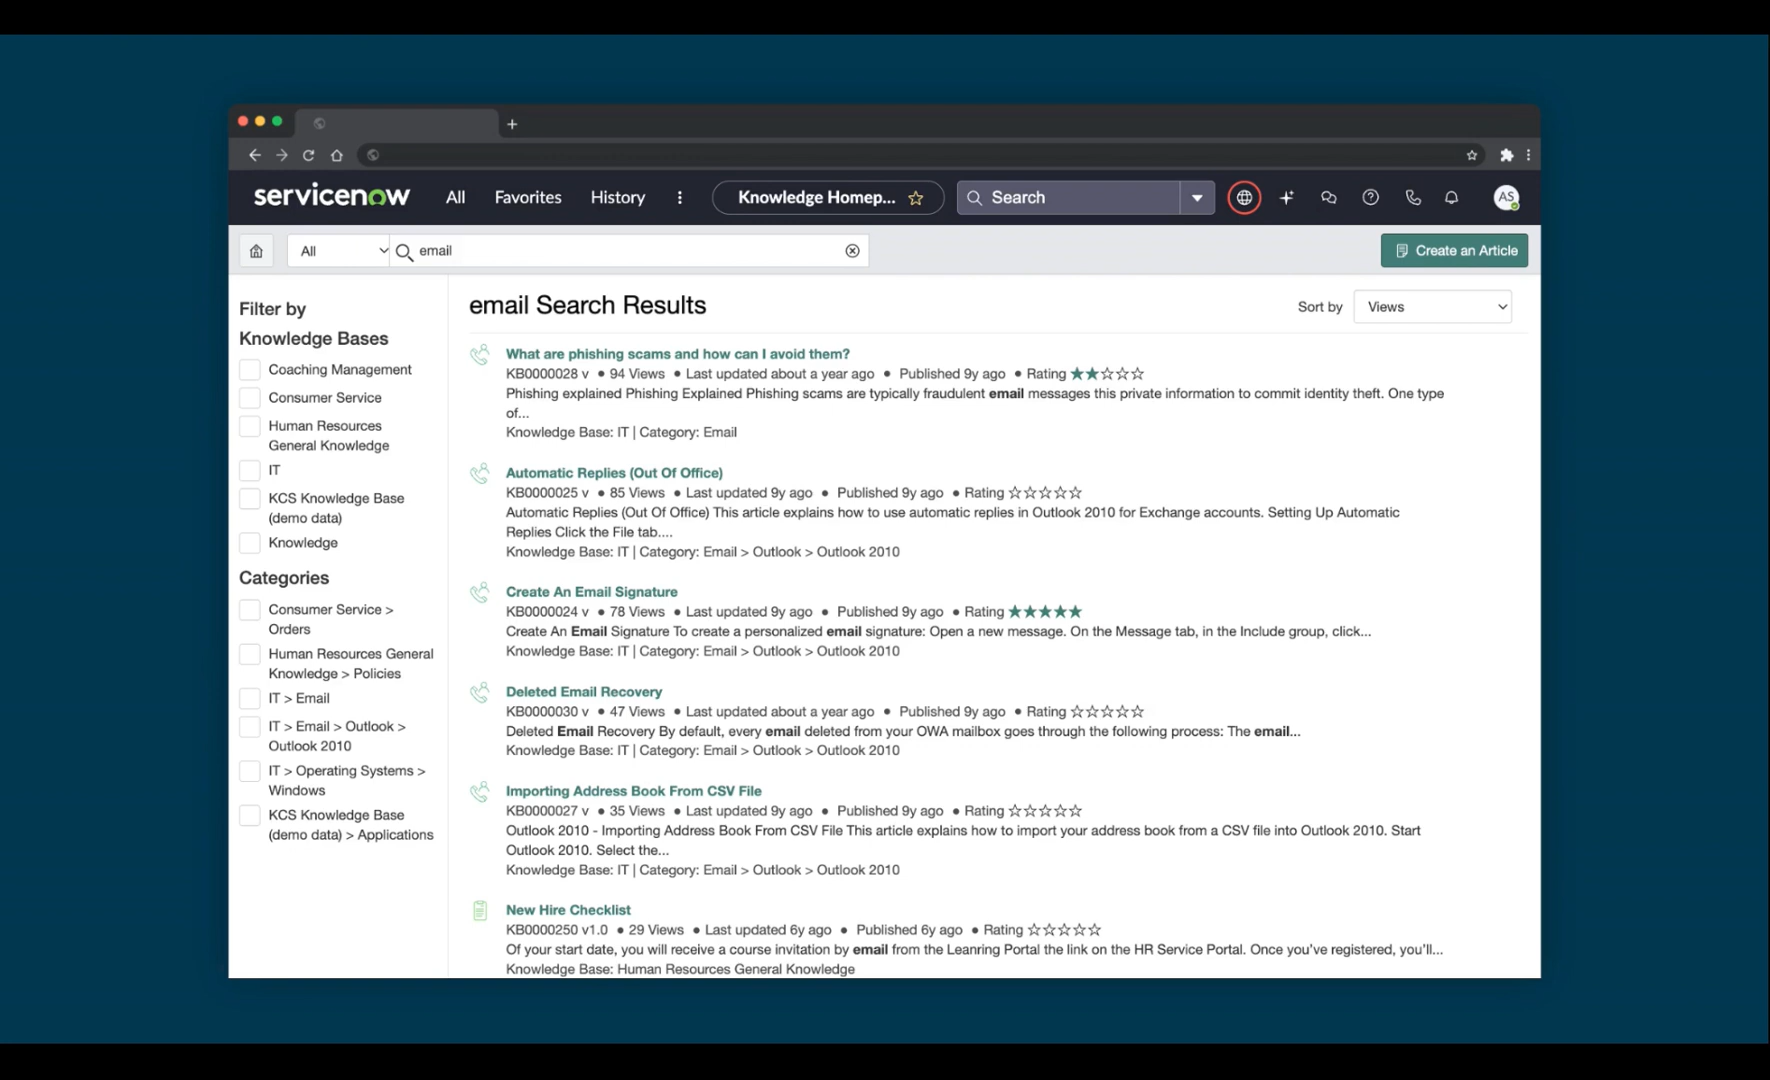 servicenow All Favorites History Knowledge Homep... Search AS
All email Create an Article
Filter by
Knowledge Bases
Coaching Management
Consumer Service
Human Resources
General Knowledge
IT
KCS Knowledge Base
(demo data)
Knowledge
Categories
Consumer Service >
Orders
Human Resources General
Knowledge > Policies
IT > Email
IT > Email > Outlook >
Outlook 2010
IT > Operating Systems >
Windows
KCS Knowledge Base
(demo data) > Applications
email Search Results
Sort by Views
What are phishing scams and how can I avoid them?
KB0000028 v • 94 Views • Last updated about a year ago • Published 9y ago • Rating ★★☆☆☆
Phishing explained Phishing Explained Phishing scams are typically fraudulent email messages this private information to commit identity theft. One type
of...
Knowledge Base: IT | Category: Email
Automatic Replies (Out Of Office)
KB0000025 v • 85 Views • Last updated 9y ago • Published 9y ago • Rating ☆☆☆☆☆
Automatic Replies (Out Of Office) This article explains how to use automatic replies in Outlook 2010 for Exchange accounts. Setting Up Automatic
Replies Click the File tab....
Knowledge Base: IT | Category: Email > Outlook > Outlook 2010
Create An Email Signature
KB0000024 v • 78 Views • Last updated 9y ago • Published 9y ago • Rating ★★★★★
Create An Email Signature To create a personalized email signature: Open a new message. On the Message tab, in the Include group, click...
Knowledge Base: IT | Category: Email > Outlook > Outlook 2010
Deleted Email Recovery
KB0000030 v • 47 Views • Last updated about a year ago • Published 9y ago • Rating ☆☆☆☆☆
Deleted Email Recovery By default, every email deleted from your OWA mailbox goes through the following process: The email...
Knowledge Base: IT | Category: Email > Outlook > Outlook 2010
Importing Address Book From CSV File
KB0000027 v • 35 Views • Last updated 9y ago • Published 9y ago • Rating ☆☆☆☆☆
Outlook 2010 - Importing Address Book From CSV File This article explains how to import your address book from a CSV file into Outlook 2010. Start
Outlook 2010. Select the...
Knowledge Base: IT | Category: Email > Outlook > Outlook 2010
New Hire Checklist
KB0000250 v1.0 • 29 Views • Last updated 6y ago • Published 6y ago • Rating ☆☆☆☆☆
Of your start date, you will receive a course invitation by email from the Leanring Portal the link on the HR Service Portal. Once you've registered, you'll...
Knowledge Base: Human Resources General Knowledge